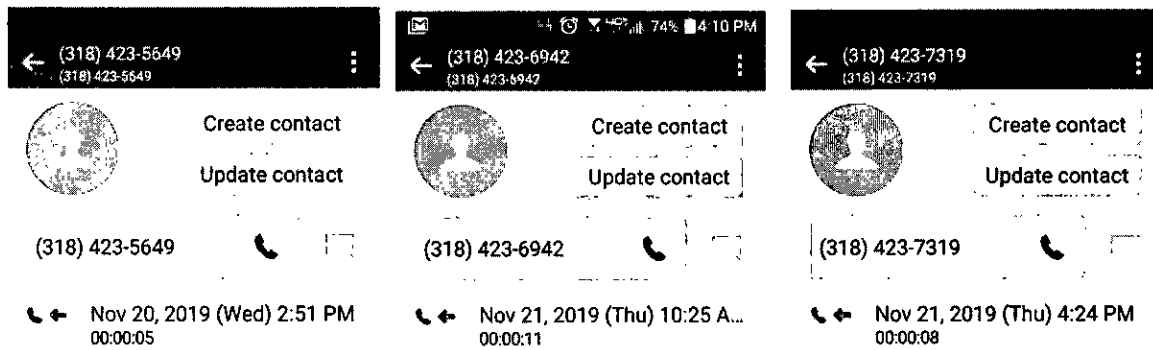 (318) 423-5649
(318) 423-5649
Create contact
Update contact
(318) 423-5649
Nov 20, 2019 (Wed) 2:51 PM
00:00:05
74% 4:10 PM
(318) 423-6942
(318) 423-6942
Create contact
Update contact
(318) 423-6942
Nov 21, 2019 (Thu) 10:25 A...
00:00:11
(318) 423-7319
(318) 423-7319
Create contact
Update contact
(318) 423-7319
Nov 21, 2019 (Thu) 4:24 PM
00:00:08